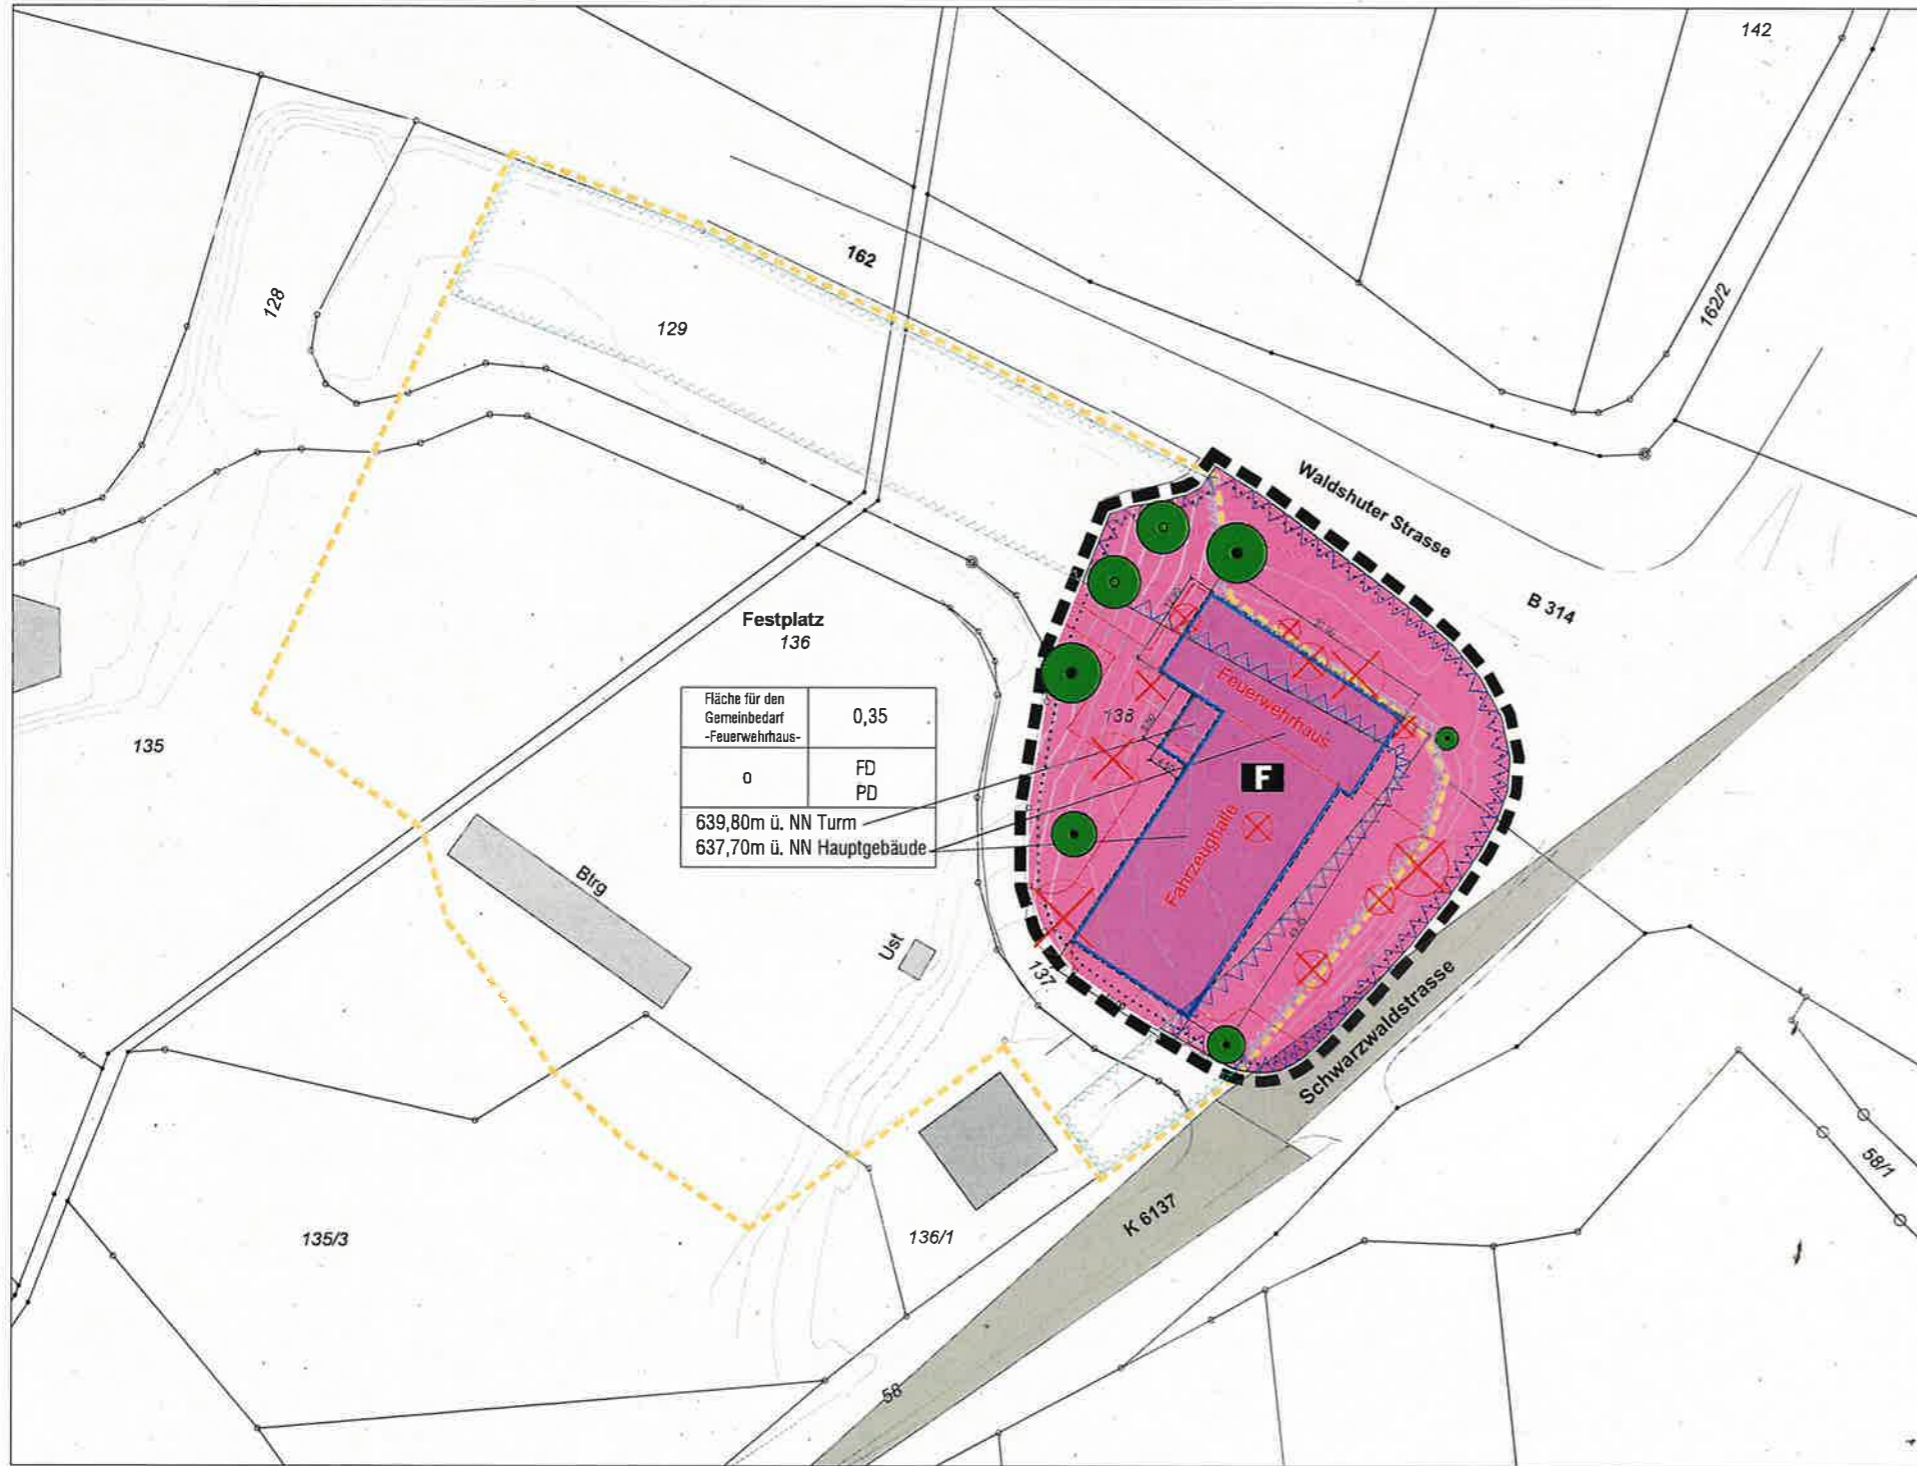 142
162/2
162
128
129
Waldshuter Strasse
B 314
Festplatz
136
135
Fläche für den
Gemeinbedarf
-Feuerwehrhaus-
0,35
o
FD
PD
639,80m ü. NN Turm
637,70m ü. NN Hauptgebäude
138
Feuerwehrhaus
F
Fahrzeughalle
Btrg
Ust
137
Schwarzwaldstrasse
58/1
K 6137
135/3
136/1
58